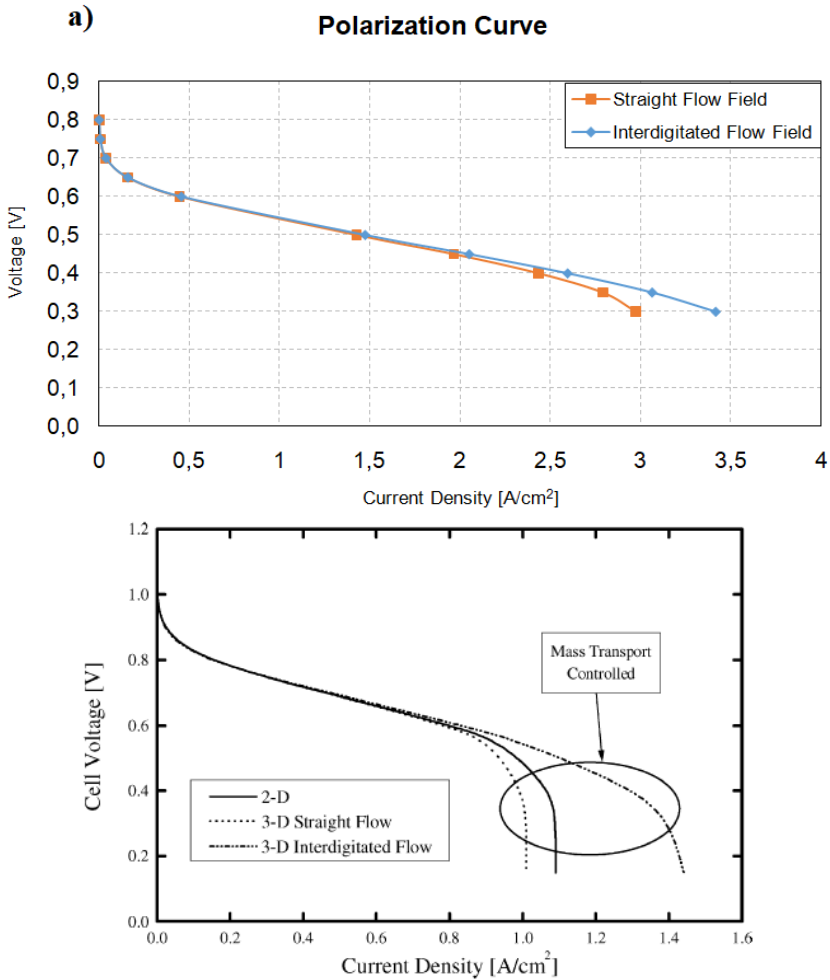 a)
Polarization Curve
0,9
0,8
0,7
0,6
0,5
0,4
0,3
0,2
0,1
0,0
Voltage [V]
Straight Flow Field
Interdigitated Flow Field
0 0,5 1 1,5 2 2,5 3 3,5 4
Current Density [A/cm²]
1.2
1.0
0.8
0.6
0.4
0.2
0.0
Cell Voltage [V]
Mass Transport
Controlled
2-D
3-D Straight Flow
3-D Interdigitated Flow
0.0 0.2 0.4 0.6 0.8 1.0 1.2 1.4 1.6
Current Density [A/cm²]